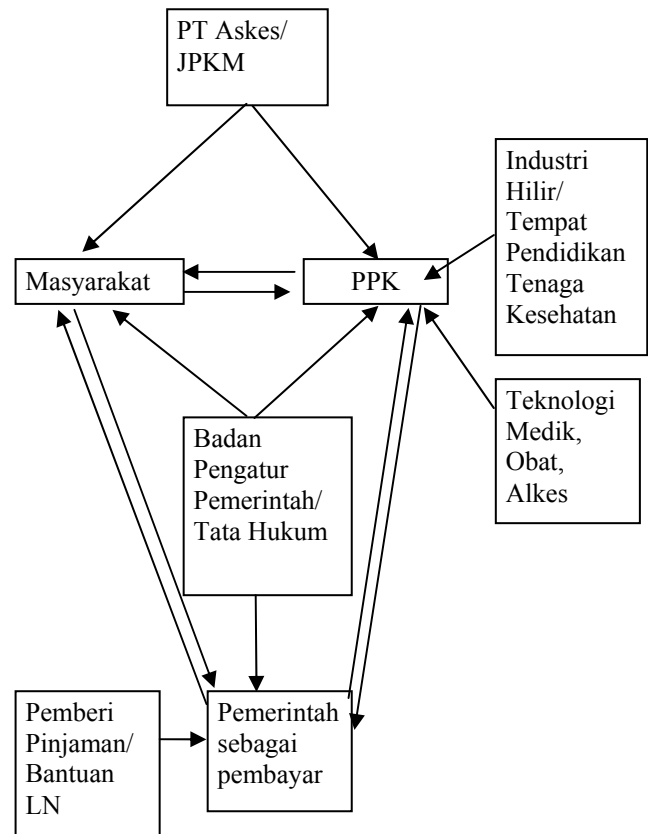 PT Askes/
JPKM
Industri
Hilir/
Tempat
Pendidikan
Tenaga
Kesehatan
Masyarakat
PPK
Teknologi
Medik,
Obat,
Alkes
Badan
Pengatur
Pemerintah/
Tata Hukum
Pemberi
Pinjaman/
Bantuan
LN
Pemerintah
sebagai
pembayar